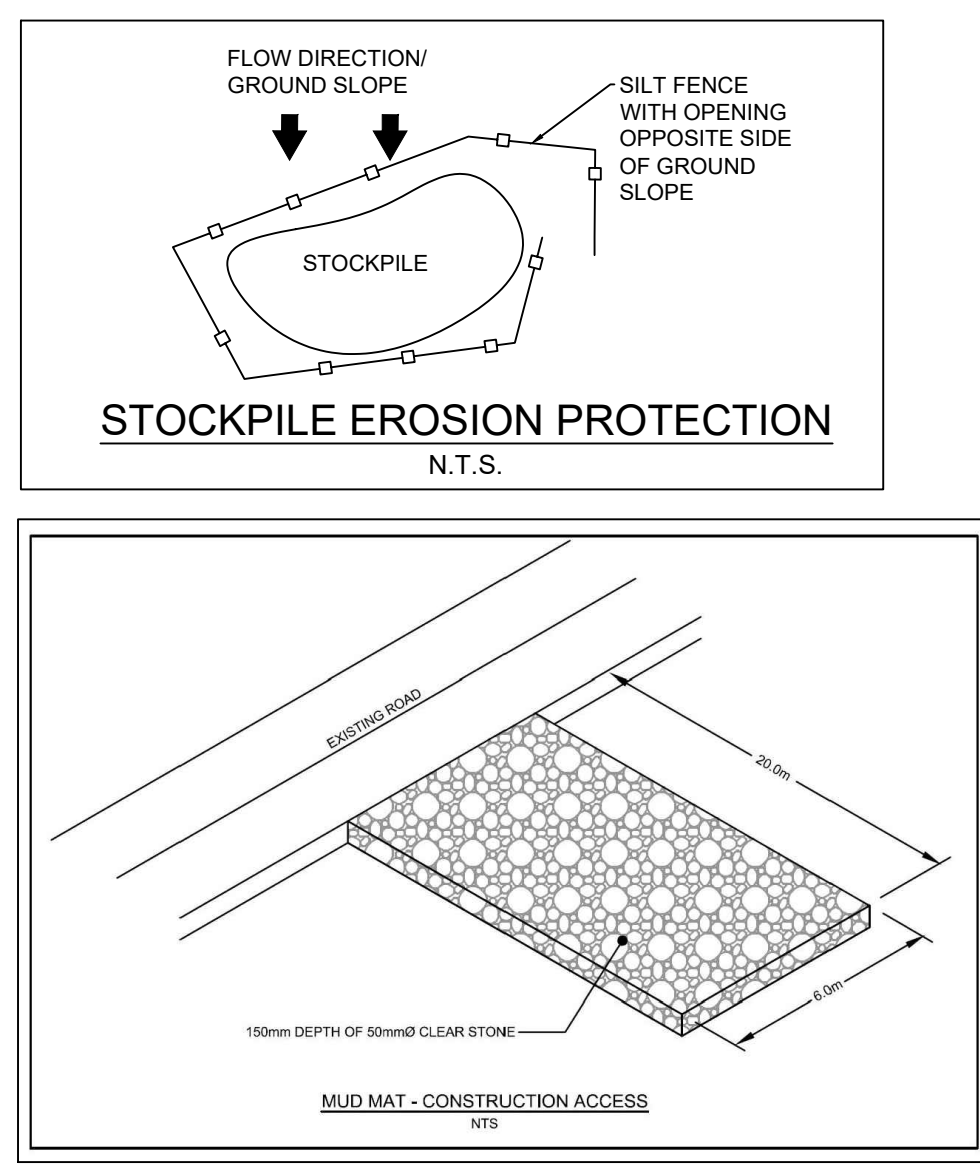 FLOW DIRECTION/
GROUND SLOPE
SILT FENCE
WITH OPENING
OPPOSITE SIDE
OF GROUND
SLOPE
STOCKPILE
STOCKPILE EROSION PROTECTION
N.T.S.
EXISTING ROAD
20.0m
6.0m
150mm DEPTH OF 50mmØ CLEAR STONE
MUD MAT - CONSTRUCTION ACCESS
NTS